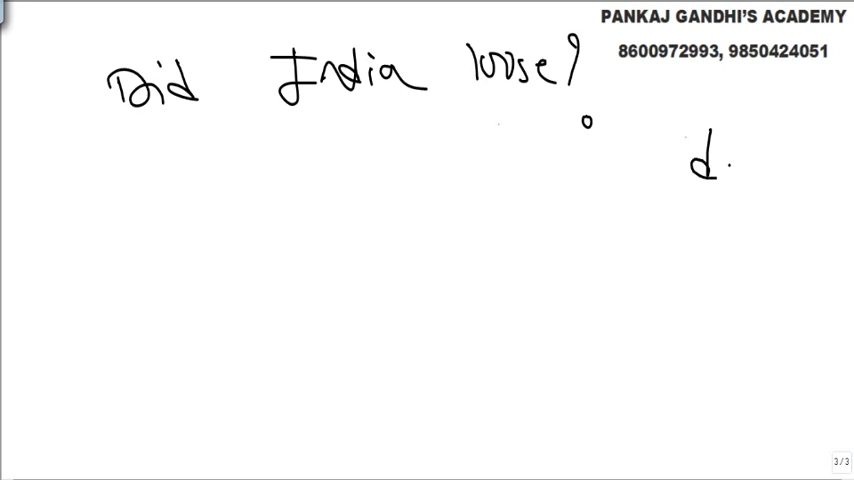 PANKAJ GANDHI'S ACADEMY
8600972993, 9850424051
Did India loose?
d.
3/3